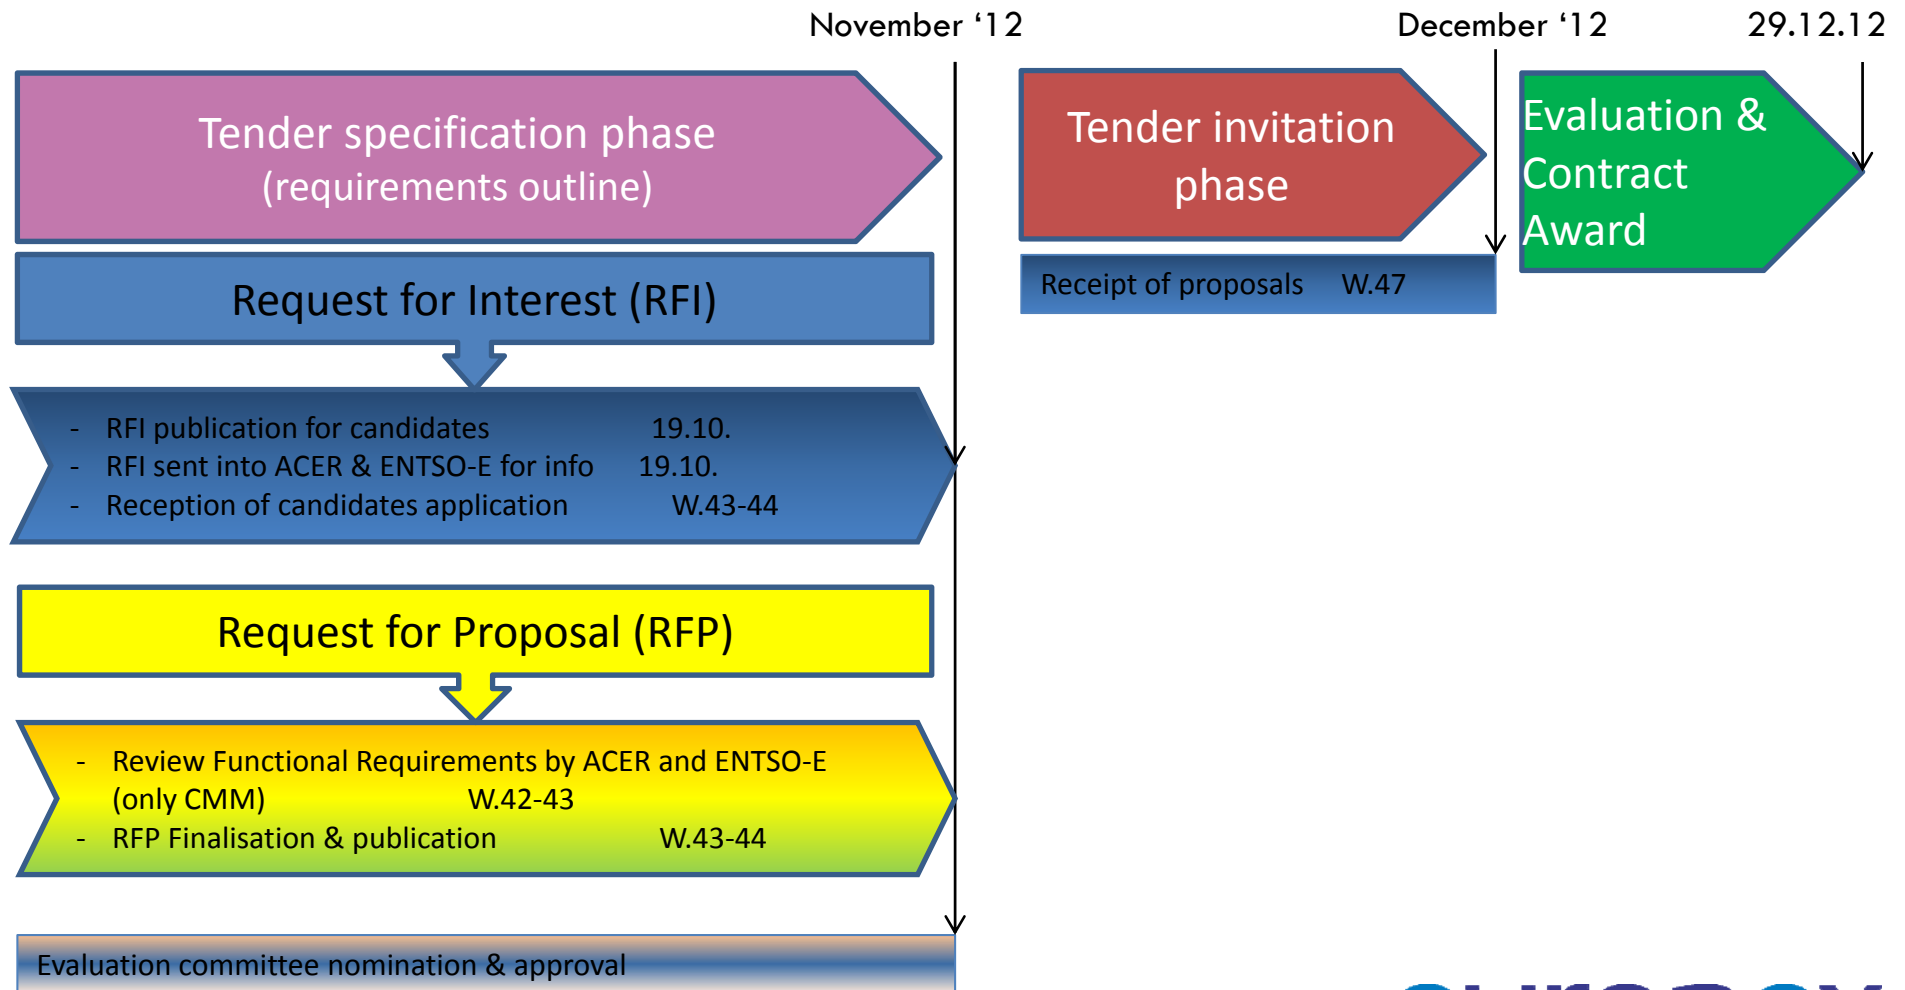 November ‘12
December ‘12
29.12.12
Tender specification phase
(requirements outline)
Tender invitation
phase
Evaluation &
Contract
Award
Request for Interest (RFI)
Receipt of proposals W.47
- RFI publication for candidates 19.10.
- RFI sent into ACER & ENTSO-E for info 19.10.
- Reception of candidates application W.43-44
Request for Proposal (RFP)
- Review Functional Requirements by ACER and ENTSO-E
(only CMM) W.42-43
- RFP Finalisation & publication W.43-44
Evaluation committee nomination & approval